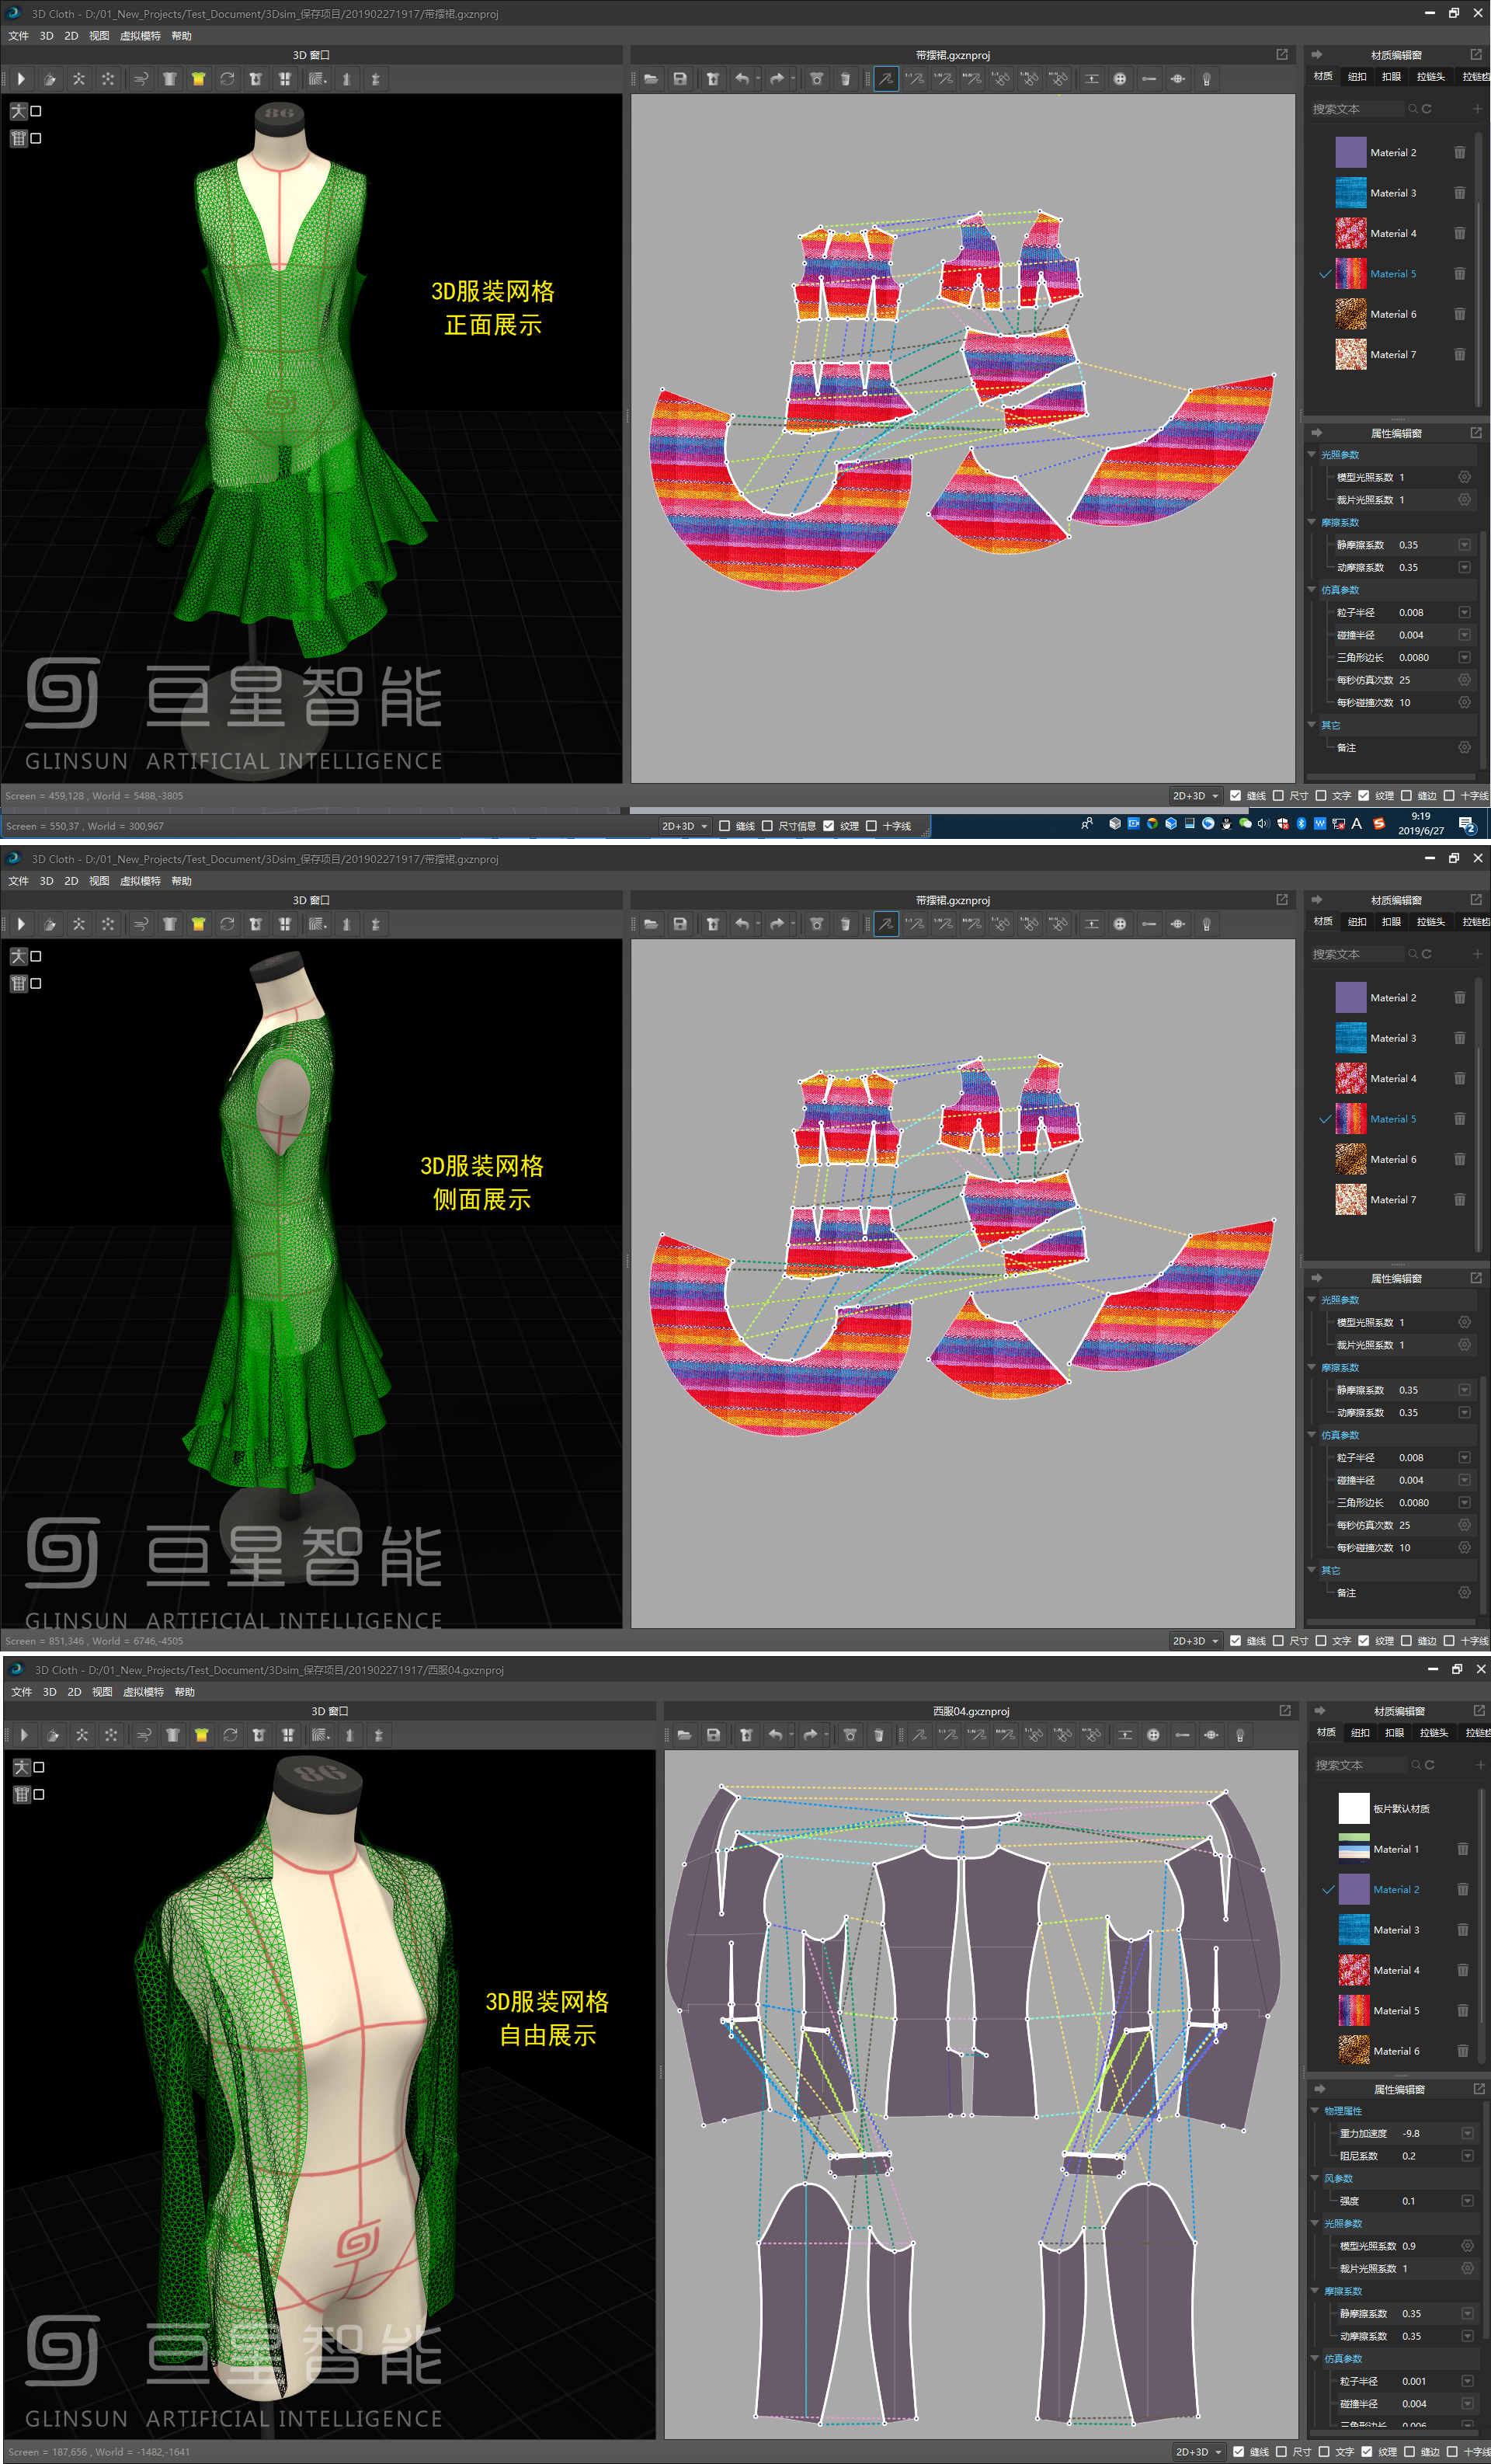 3D Cloth - D:/01_New_Projects/Test_Document/3Dsim_保存项目/201902271917/带摆裙.gxznproj
文件 3D 2D 视图 虚拟模特 帮助
3D 窗口
带摆裙.gxznproj
材质编辑窗
材质 纽扣 扣眼 拉链头 拉链齿
搜索文本
86
Material 2
Material 3
Material 4
Material 5
Material 6
Material 7
3D服装网格
正面展示
属性编辑窗
光照参数
模型光照系数 1
裁片光照系数 1
摩擦系数
静摩擦系数 0.35
动摩擦系数 0.35
仿真参数
粒子半径 0.008
碰撞半径 0.004
三角形边长 0.0080
每秒仿真次数 25
每秒碰撞次数 10
其它
备注
亘星智能
GLINSUN ARTIFICIAL INTELLIGENCE
Screen = 459,128 , World = 5488,-3805
2D+3D 缝线 尺寸 文字 纹理 缝边 十字线
Screen = 550,37 , World = 300,967
2D+3D 缝线 尺寸信息 纹理 十字线
9:19
2019/6/27
2
3D Cloth - D:/01_New_Projects/Test_Document/3Dsim_保存项目/201902271917/带摆裙.gxznproj
文件 3D 2D 视图 虚拟模特 帮助
3D 窗口
带摆裙.gxznproj
材质编辑窗
材质 纽扣 扣眼 拉链头 拉链齿
搜索文本
Material 2
Material 3
Material 4
Material 5
Material 6
Material 7
3D服装网格
侧面展示
属性编辑窗
光照参数
模型光照系数 1
裁片光照系数 1
摩擦系数
静摩擦系数 0.35
动摩擦系数 0.35
仿真参数
粒子半径 0.008
碰撞半径 0.004
三角形边长 0.0080
每秒仿真次数 25
每秒碰撞次数 10
其它
备注
亘星智能
GLINSUN ARTIFICIAL INTELLIGENCE
Screen = 851,346 , World = 6746,-4505
2D+3D 缝线 尺寸 文字 纹理 缝边 十字线
3D Cloth - D:/01_New_Projects/Test_Document/3Dsim_保存项目/201902271917/西服04.gxznproj
文件 3D 2D 视图 虚拟模特 帮助
3D 窗口
西服04.gxznproj
材质编辑窗
材质 纽扣 扣眼 拉链头 拉链齿
搜索文本
86
板片默认材质
Material 1
Material 2
Material 3
Material 4
Material 5
Material 6
3D服装网格
自由展示
属性编辑窗
物理属性
重力加速度 -9.8
阻尼系数 0.2
风参数
强度 0.1
光照参数
模型光照系数 0.9
裁片光照系数 1
摩擦系数
静摩擦系数 0.35
动摩擦系数 0.35
仿真参数
粒子半径 0.001
碰撞半径 0.004
三角形边长 0.006
亘星智能
GLINSUN ARTIFICIAL INTELLIGENCE
Screen = 187,656 , World = -1482,-1641
2D+3D 缝线 尺寸 文字 纹理 缝边 十字线